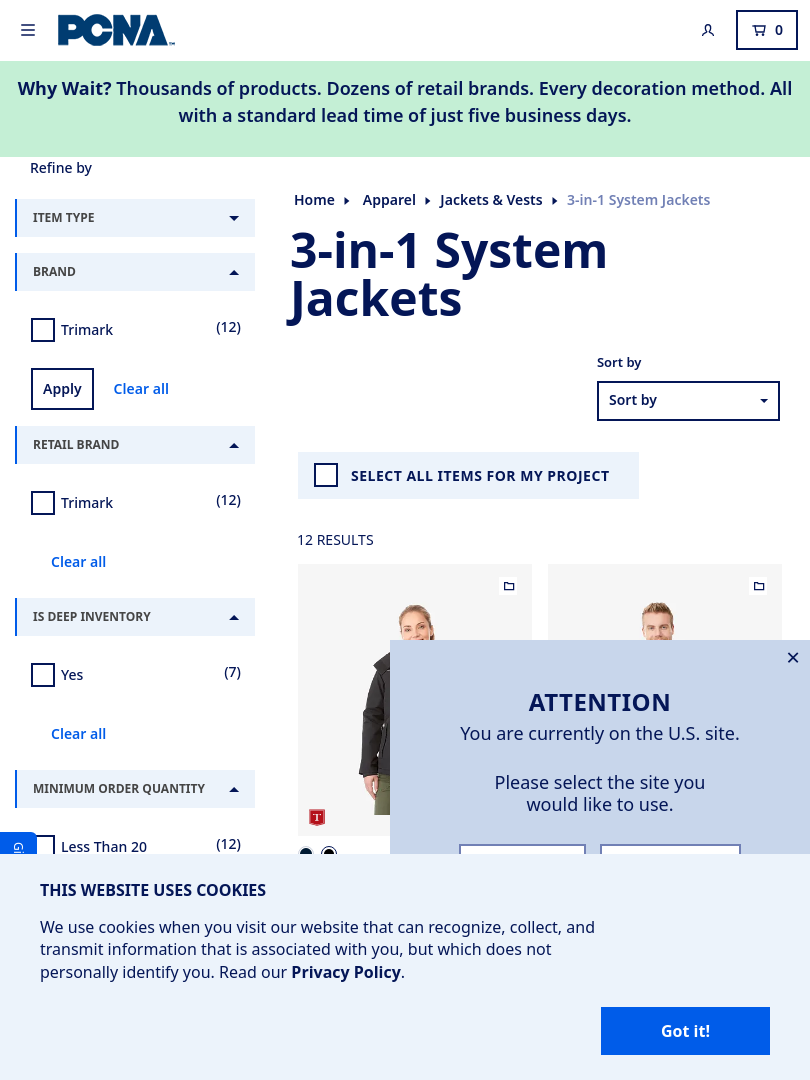 PCNA
0
Why Wait? Thousands of products. Dozens of retail brands. Every decoration method. All
with a standard lead time of just five business days.
Refine by
Home Apparel Jackets & Vests 3-in-1 System Jackets
ITEM TYPE
3-in-1 System
Jackets
BRAND
Trimark (12)
Apply Clear all
Sort by
Sort by
RETAIL BRAND
Trimark (12)
Clear all
SELECT ALL ITEMS FOR MY PROJECT
12 RESULTS
IS DEEP INVENTORY
Yes (7)
Clear all
MINIMUM ORDER QUANTITY
Less Than 20 (12)
T
ATTENTION
You are currently on the U.S. site.
Please select the site you
would like to use.
THIS WEBSITE USES COOKIES
We use cookies when you visit our website that can recognize, collect, and
transmit information that is associated with you, but which does not
personally identify you. Read our Privacy Policy.
Got it!